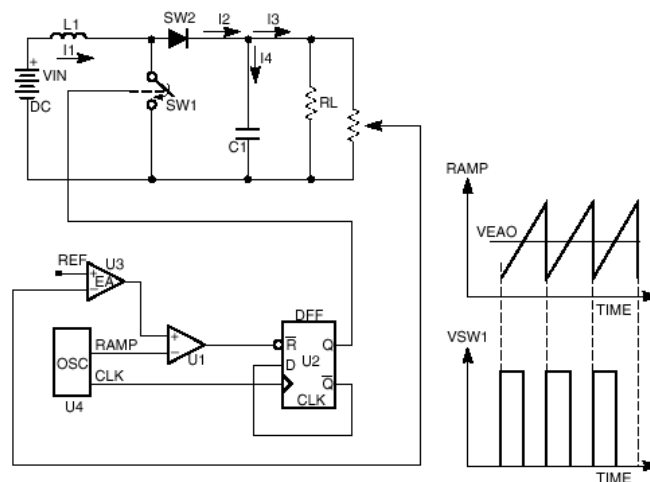 L1
SW2
I2
I3
I1
I4
+
VIN
DC
SW1
C1
RL
REF
+
−
EA
U3
OSC
RAMP
CLK
U4
+
−
U1
DFF
R
Q
D
U2
Q
CLK
RAMP
VEAO
TIME
VSW1
TIME